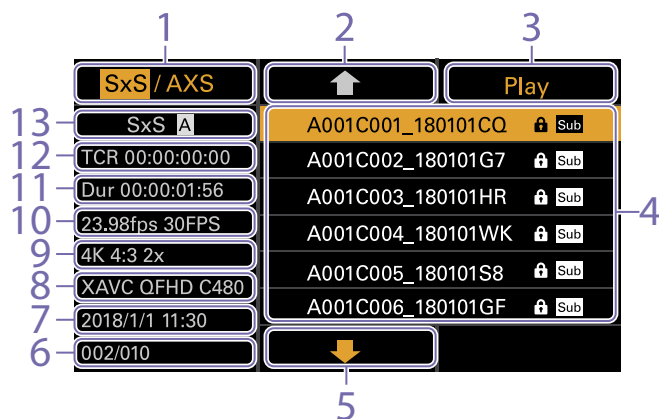 1 2 3
SxS / AXS
Play
13 SxS A
12 TCR 00:00:00:00
11 Dur 00:00:01:56
10 23.98fps 30FPS
9 4K 4:3 2x
8 XAVC QFHD C480
7 2018/1/1 11:30
6 002/010
A001C001_180101CQ Sub
A001C002_180101G7 Sub
A001C003_180101HR Sub
A001C004_180101WK Sub
A001C005_180101S8 Sub
A001C006_180101GF Sub
4
5